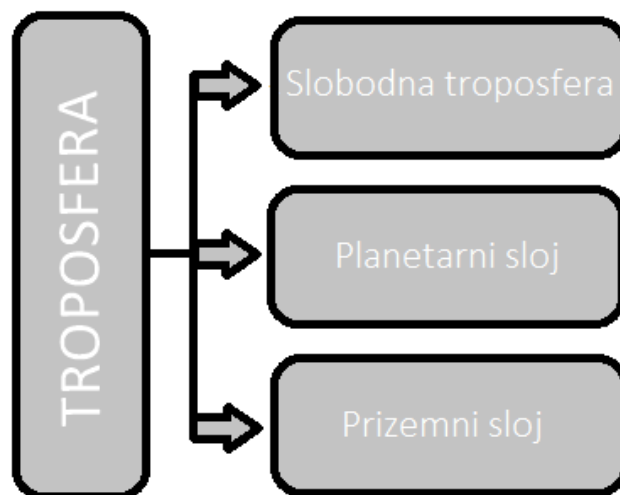 TROPOSFERA
Slobodna troposfera
Planetarni sloj
Prizemni sloj